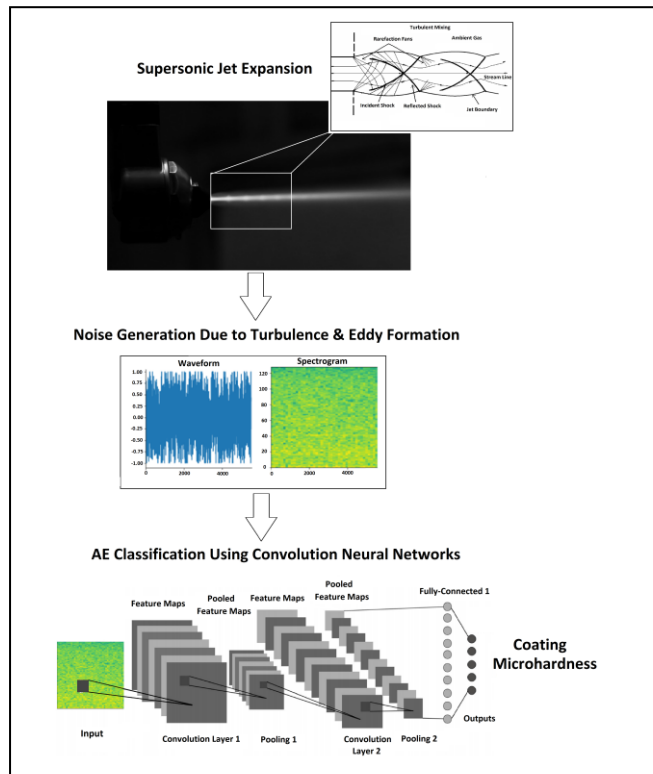 Turbulent Mixing
Rarefaction Fans
Ambient Gas
Supersonic Jet Expansion
Stream Line
Incident Shock
Reflected Shock
Jet Boundary
Noise Generation Due to Turbulence & Eddy Formation
Waveform
Spectrogram
1.00
0.75
0.50
0.25
0.00
-0.25
-0.50
-0.75
-1.00
0
2000
4000
120
100
80
60
40
20
0
0
2000
4000
AE Classification Using Convolution Neural Networks
Feature Maps
Pooled
Feature Maps
Feature Maps
Pooled
Feature Maps
Fully-Connected 1
Coating
Microhardness
Input
Convolution Layer 1
Pooling 1
Convolution
Layer 2
Pooling 2
Outputs